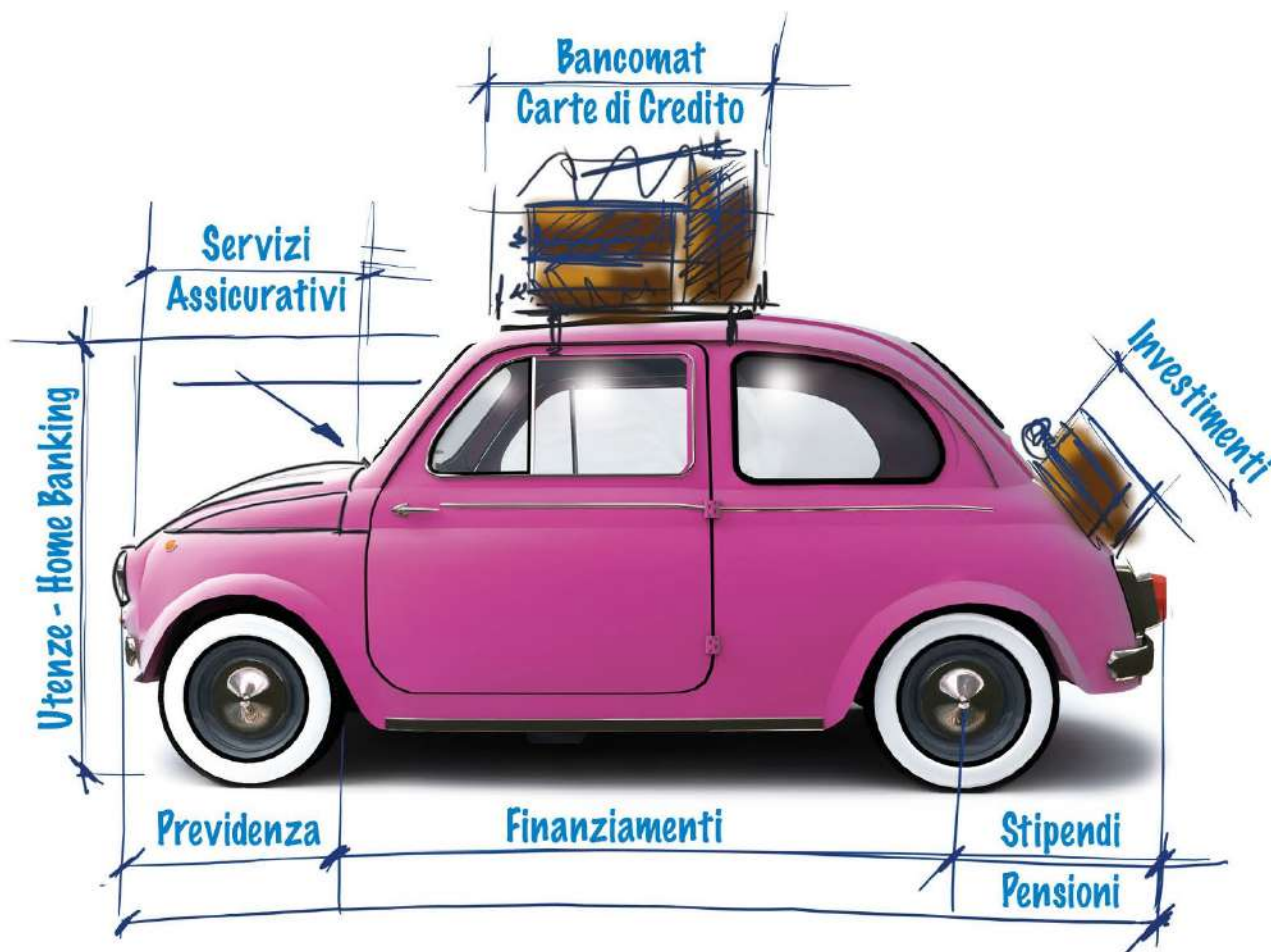 Bancomat
Carte di Credito
Servizi
Assicurativi
Investimenti
Utenze - Home Banking
Previdenza
Finanziamenti
Stipendi
Pensioni